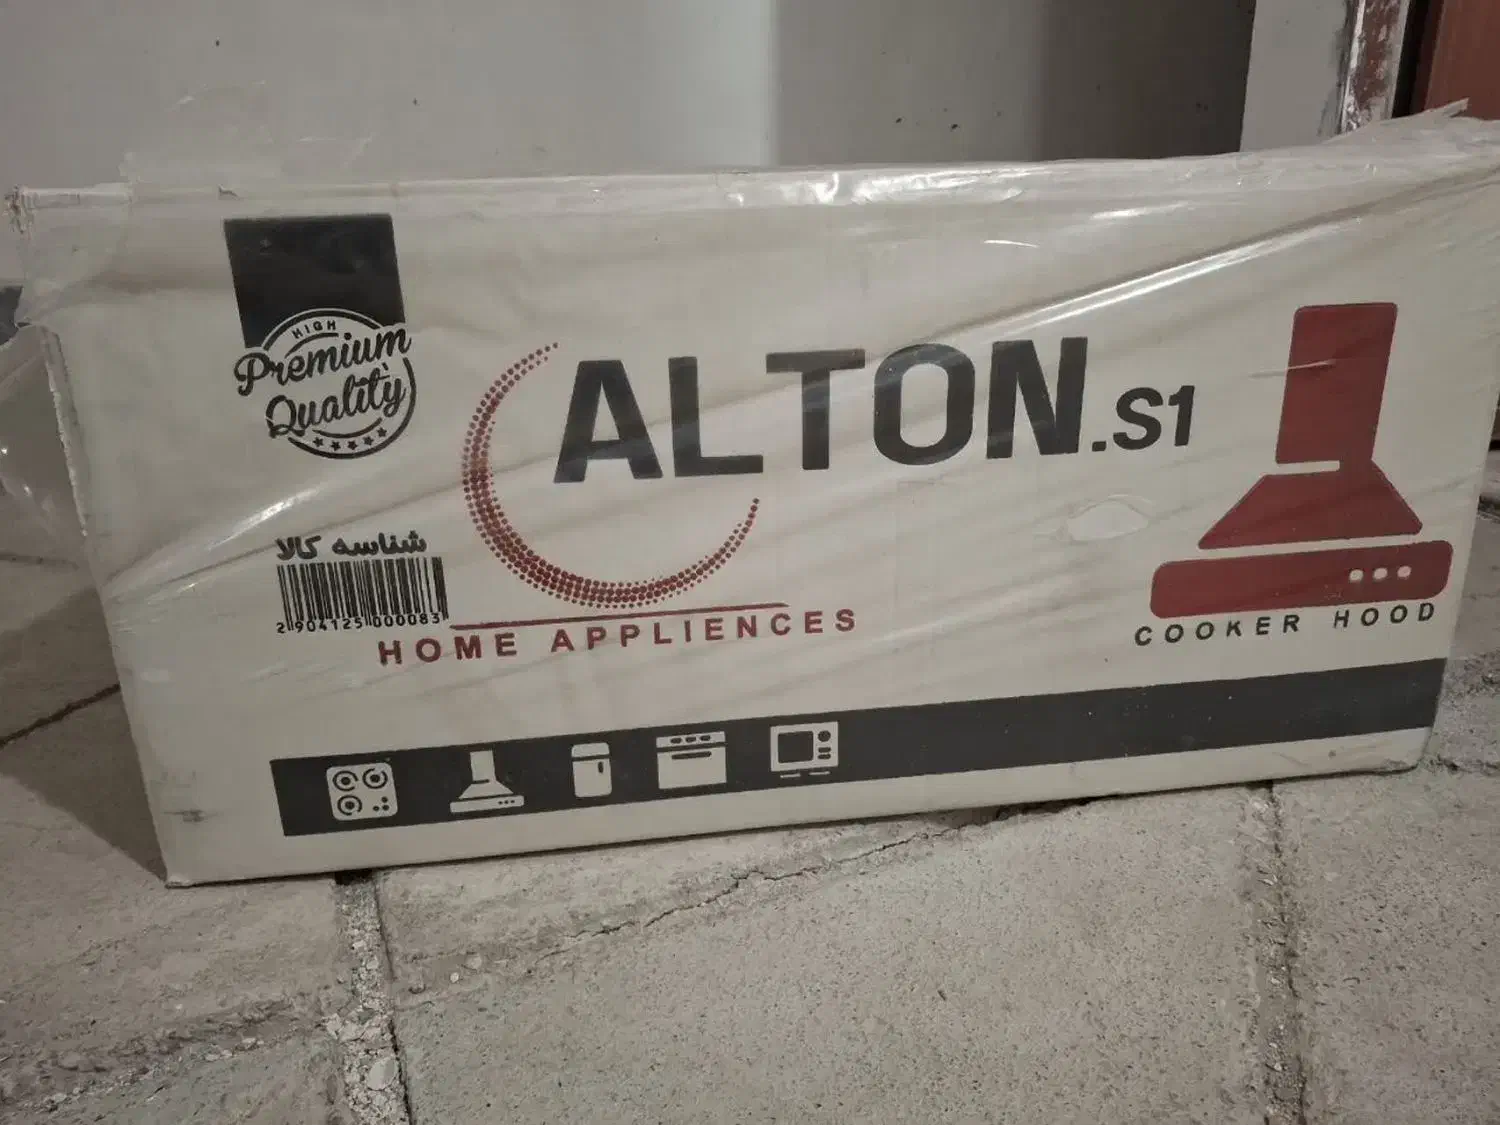 HIGH
Premium
Quality
ALTON.S1
شناسه کالا
2904125000083
HOME APPLIENCES
COOKER HOOD